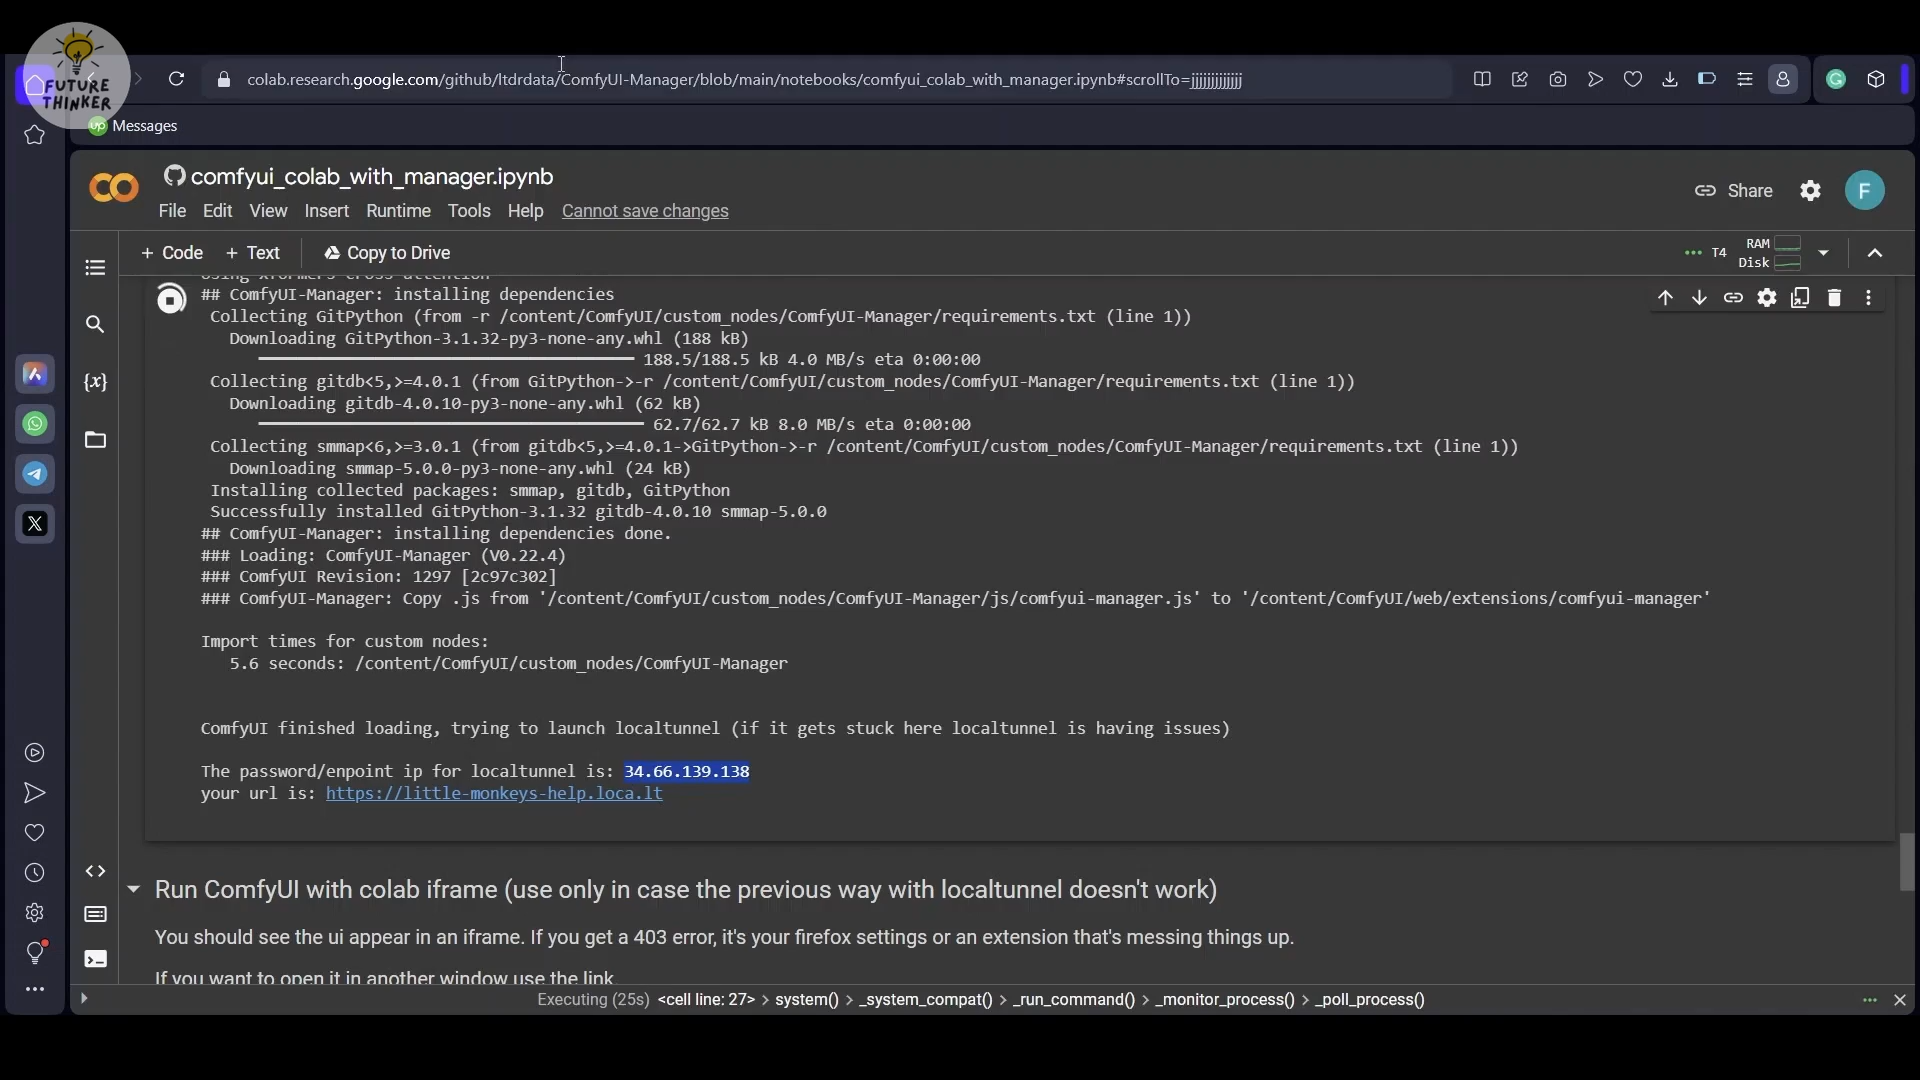 FUTURE
THINKER
colab.research.google.com/github/ltdrdata/ComfyUI-Manager/blob/main/notebooks/comfyui_colab_with_manager.ipynb#scrollTo=jjjjjjjjjjjjj
up Messages
comfyui_colab_with_manager.ipynb
Share
F
File Edit View Insert Runtime Tools Help Cannot save changes
+ Code + Text Copy to Drive
T4 RAM
Disk
Using xformers cross attention
## ComfyUI-Manager: installing dependencies
Collecting GitPython (from -r /content/ComfyUI/custom_nodes/ComfyUI-Manager/requirements.txt (line 1))
Downloading GitPython-3.1.32-py3-none-any.whl (188 kB)
188.5/188.5 kB 4.0 MB/s eta 0:00:00
Collecting gitdb<5,>=4.0.1 (from GitPython->-r /content/ComfyUI/custom_nodes/ComfyUI-Manager/requirements.txt (line 1))
Downloading gitdb-4.0.10-py3-none-any.whl (62 kB)
62.7/62.7 kB 8.0 MB/s eta 0:00:00
Collecting smmap<6,>=3.0.1 (from gitdb<5,>=4.0.1->GitPython->-r /content/ComfyUI/custom_nodes/ComfyUI-Manager/requirements.txt (line 1))
Downloading smmap-5.0.0-py3-none-any.whl (24 kB)
Installing collected packages: smmap, gitdb, GitPython
Successfully installed GitPython-3.1.32 gitdb-4.0.10 smmap-5.0.0
## ComfyUI-Manager: installing dependencies done.
### Loading: ComfyUI-Manager (V0.22.4)
### ComfyUI Revision: 1297 [2c97c302]
### ComfyUI-Manager: Copy .js from '/content/ComfyUI/custom_nodes/ComfyUI-Manager/js/comfyui-manager.js' to '/content/ComfyUI/web/extensions/comfyui-manager'
Import times for custom nodes:
5.6 seconds: /content/ComfyUI/custom_nodes/ComfyUI-Manager
ComfyUI finished loading, trying to launch localtunnel (if it gets stuck here localtunnel is having issues)
The password/enpoint ip for localtunnel is: 34.66.139.138
your url is: https://little-monkeys-help.loca.lt
Run ComfyUI with colab iframe (use only in case the previous way with localtunnel doesn't work)
You should see the ui appear in an iframe. If you get a 403 error, it's your firefox settings or an extension that's messing things up.
If you want to open it in another window use the link.
Executing (25s) <cell line: 27> > system() > _system_compat() > _run_command() > _monitor_process() > _poll_process()